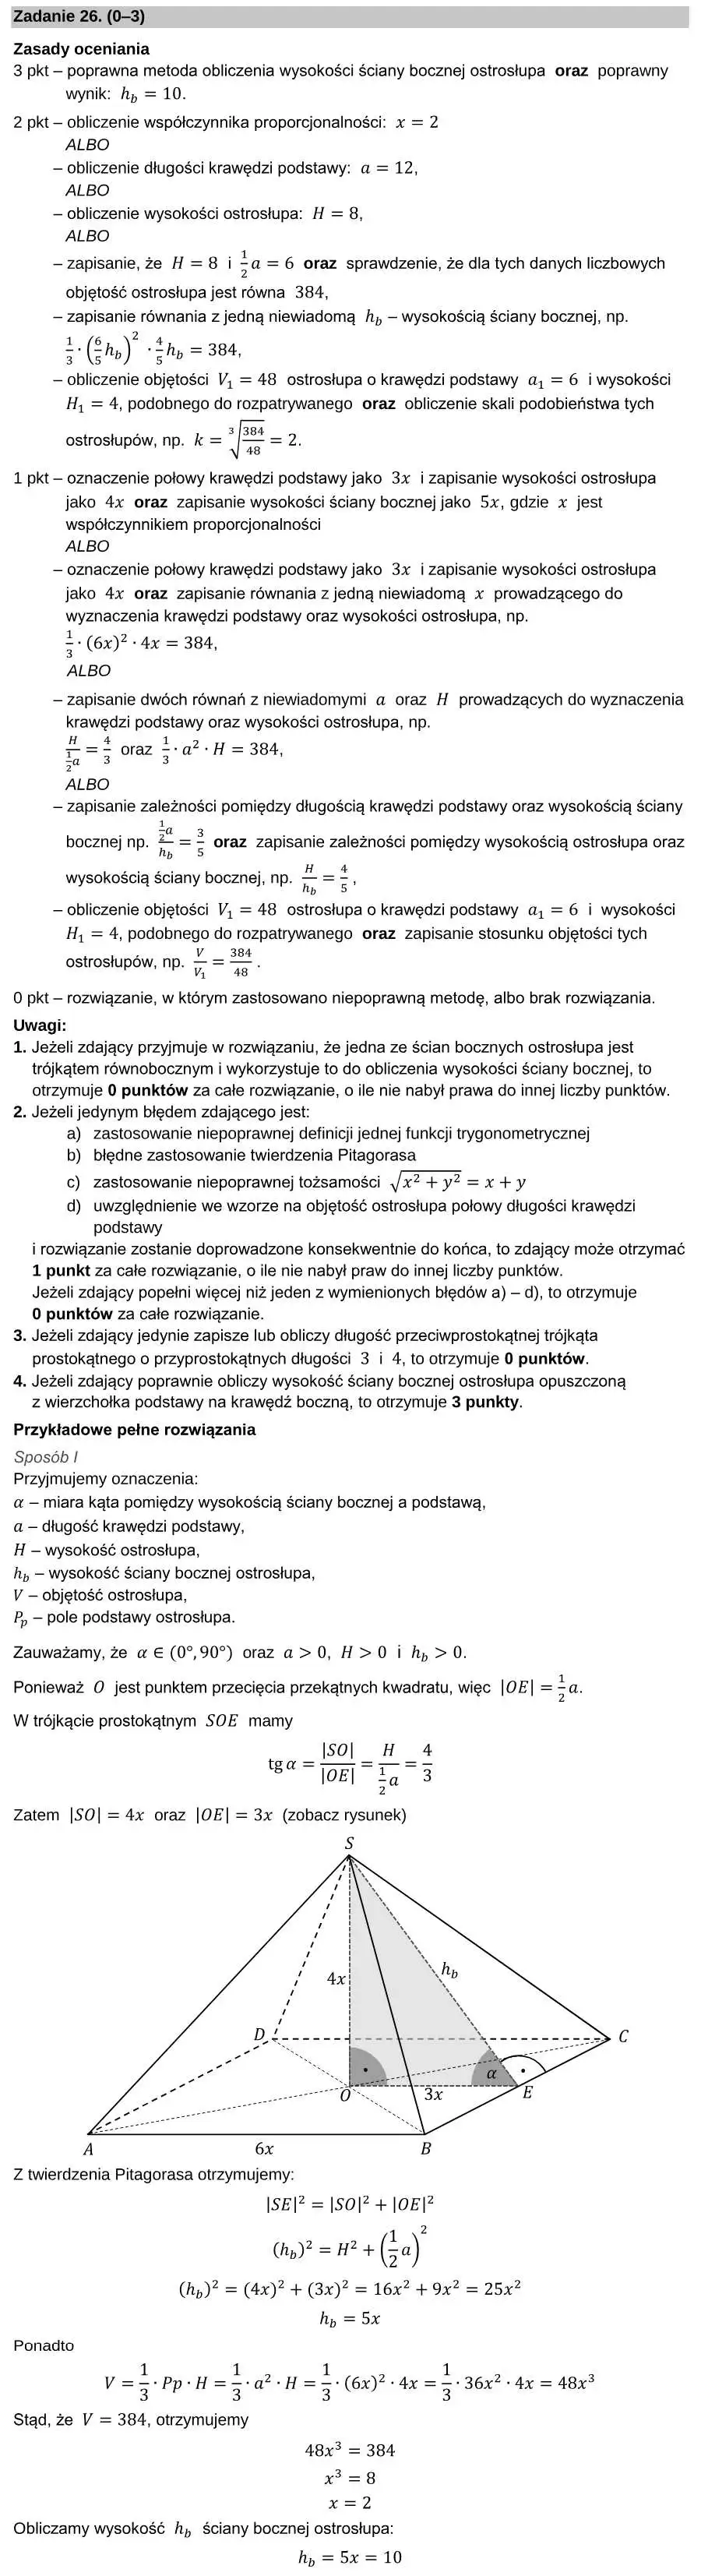 Zadanie 26. (0–3)
Zasady oceniania
3 pkt – poprawna metoda obliczenia wysokości ściany bocznej ostrosłupa oraz poprawny
wynik: h_b = 10.
2 pkt – obliczenie współczynnika proporcjonalności: x = 2
ALBO
– obliczenie długości krawędzi podstawy: a = 12,
ALBO
– obliczenie wysokości ostrosłupa: H = 8,
ALBO
– zapisanie, że H = 8 i 1/2 a = 6 oraz sprawdzenie, że dla tych danych liczbowych
objętość ostrosłupa jest równa 384,
– zapisanie równania z jedną niewiadomą h_b – wysokością ściany bocznej, np.
1/3 · (6/5 h_b)² · 4/5 h_b = 384,
– obliczenie objętości V₁ = 48 ostrosłupa o krawędzi podstawy a₁ = 6 i wysokości
H₁ = 4, podobnego do rozpatrywanego oraz obliczenie skali podobieństwa tych
ostrosłupów, np. k = ∛(384/48) = 2.
1 pkt – oznaczenie połowy krawędzi podstawy jako 3x i zapisanie wysokości ostrosłupa
jako 4x oraz zapisanie wysokości ściany bocznej jako 5x, gdzie x jest
współczynnikiem proporcjonalności
ALBO
– oznaczenie połowy krawędzi podstawy jako 3x i zapisanie wysokości ostrosłupa
jako 4x oraz zapisanie równania z jedną niewiadomą x prowadzącego do
wyznaczenia krawędzi podstawy oraz wysokości ostrosłupa, np.
1/3 · (6x)² · 4x = 384,
ALBO
– zapisanie dwóch równań z niewiadomymi a oraz H prowadzących do wyznaczenia
krawędzi podstawy oraz wysokości ostrosłupa, np.
H/(1/2 a) = 4/3 oraz 1/3 · a² · H = 384,
ALBO
– zapisanie zależności pomiędzy długością krawędzi podstawy oraz wysokością ściany
bocznej np. (1/2 a)/h_b = 3/5 oraz zapisanie zależności pomiędzy wysokością ostrosłupa oraz
wysokością ściany bocznej, np. H/h_b = 4/5,
– obliczenie objętości V₁ = 48 ostrosłupa o krawędzi podstawy a₁ = 6 i wysokości
H₁ = 4, podobnego do rozpatrywanego oraz zapisanie stosunku objętości tych
ostrosłupów, np. V/V₁ = 384/48.
0 pkt – rozwiązanie, w którym zastosowano niepoprawną metodę, albo brak rozwiązania.
Uwagi:
1. Jeżeli zdający przyjmuje w rozwiązaniu, że jedna ze ścian bocznych ostrosłupa jest
trójkątem równobocznym i wykorzystuje to do obliczenia wysokości ściany bocznej, to
otrzymuje 0 punktów za całe rozwiązanie, o ile nie nabył prawa do innej liczby punktów.
2. Jeżeli jedynym błędem zdającego jest:
a) zastosowanie niepoprawnej definicji jednej funkcji trygonometrycznej
b) błędne zastosowanie twierdzenia Pitagorasa
c) zastosowanie niepoprawnej tożsamości √(x² + y²) = x + y
d) uwzględnienie we wzorze na objętość ostrosłupa połowy długości krawędzi
podstawy
i rozwiązanie zostanie doprowadzone konsekwentnie do końca, to zdający może otrzymać
1 punkt za całe rozwiązanie, o ile nie nabył praw do innej liczby punktów.
Jeżeli zdający popełni więcej niż jeden z wymienionych błędów a) – d), to otrzymuje
0 punktów za całe rozwiązanie.
3. Jeżeli zdający jedynie zapisze lub obliczy długość przeciwprostokątnej trójkąta
prostokątnego o przyprostokątnych długości 3 i 4, to otrzymuje 0 punktów.
4. Jeżeli zdający poprawnie obliczy wysokość ściany bocznej ostrosłupa opuszczoną
z wierzchołka podstawy na krawędź boczną, to otrzymuje 3 punkty.
Przykładowe pełne rozwiązania
Sposób I
Przyjmujemy oznaczenia:
α – miara kąta pomiędzy wysokością ściany bocznej a podstawą,
a – długość krawędzi podstawy,
H – wysokość ostrosłupa,
h_b – wysokość ściany bocznej ostrosłupa,
V – objętość ostrosłupa,
P_p – pole podstawy ostrosłupa.
Zauważamy, że α ∈ (0°, 90°) oraz a > 0, H > 0 i h_b > 0.
Ponieważ O jest punktem przecięcia przekątnych kwadratu, więc |OE| = 1/2 a.
W trójkącie prostokątnym SOE mamy
tg α = |SO|/|OE| = H/(1/2 a) = 4/3
Zatem |SO| = 4x oraz |OE| = 3x (zobacz rysunek)
S
4x
h_b
D
C
α
O
3x
E
A
6x
B
Z twierdzenia Pitagorasa otrzymujemy:
|SE|² = |SO|² + |OE|²
(h_b)² = H² + (1/2 a)²
(h_b)² = (4x)² + (3x)² = 16x² + 9x² = 25x²
h_b = 5x
Ponadto
V = 1/3 · Pp · H = 1/3 · a² · H = 1/3 · (6x)² · 4x = 1/3 · 36x² · 4x = 48x³
Stąd, że V = 384, otrzymujemy
48x³ = 384
x³ = 8
x = 2
Obliczamy wysokość h_b ściany bocznej ostrosłupa:
h_b = 5x = 10